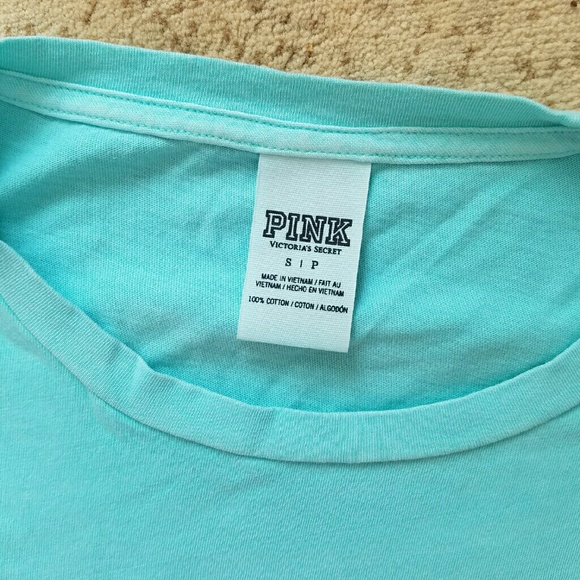 PINK
VICTORIA'S SECRET
S | P
MADE IN VIETNAM / FAIT AU
VIETNAM / HECHO EN VIETNAM
100% COTTON / COTON / ALGODÓN